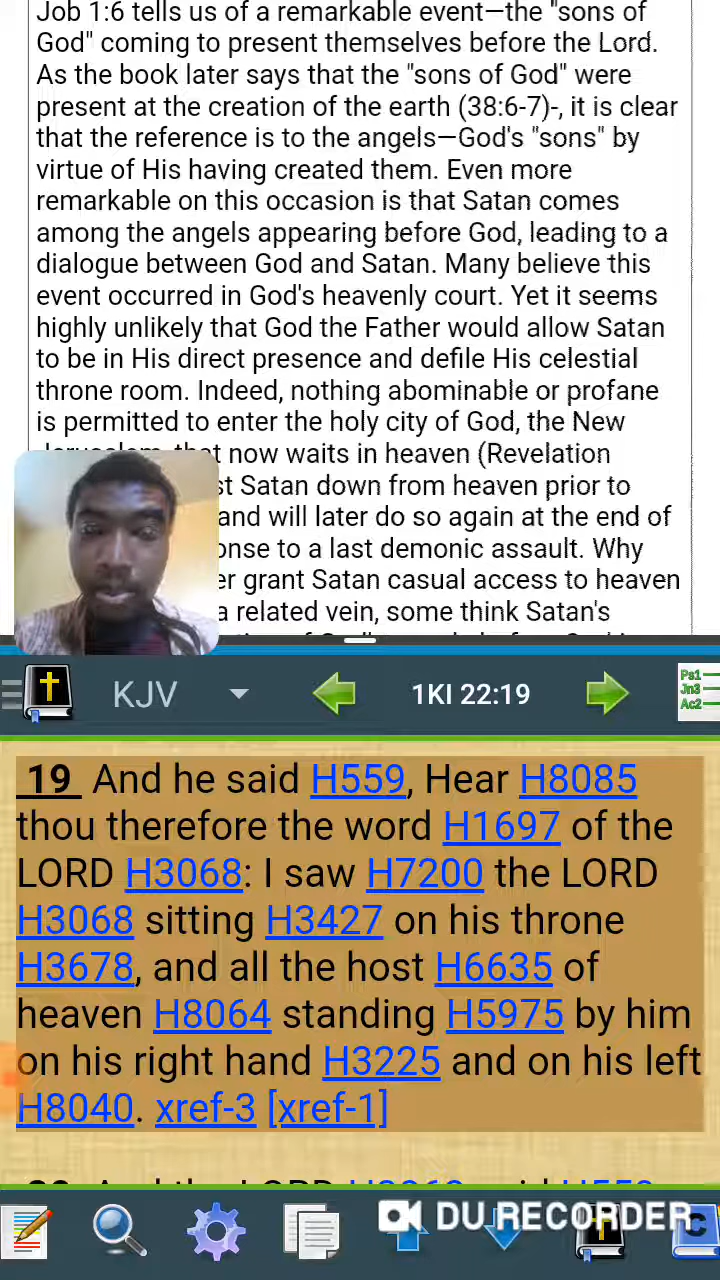 Job 1:6 tells us of a remarkable event—the "sons of
God" coming to present themselves before the Lord.
As the book later says that the "sons of God" were
present at the creation of the earth (38:6-7)-, it is clear
that the reference is to the angels—God's "sons" by
virtue of His having created them. Even more
remarkable on this occasion is that Satan comes
among the angels appearing before God, leading to a
dialogue between God and Satan. Many believe this
event occurred in God's heavenly court. Yet it seems
highly unlikely that God the Father would allow Satan
to be in His direct presence and defile His celestial
throne room. Indeed, nothing abominable or profane
is permitted to enter the holy city of God, the New
now waits in heaven (Revelation
Satan down from heaven prior to
and will later do so again at the end of
to a last demonic assault. Why
grant Satan casual access to heaven
a related vein, some think Satan's
KJV
1KI 22:19
Ps1
Jn3
Ac2
19 And he said H559, Hear H8085
thou therefore the word H1697 of the
LORD H3068: I saw H7200 the LORD
H3068 sitting H3427 on his throne
H3678, and all the host H6635 of
heaven H8064 standing H5975 by him
on his right hand H3225 and on his left
H8040. xref-3 [xref-1]
DU RECORDER
C